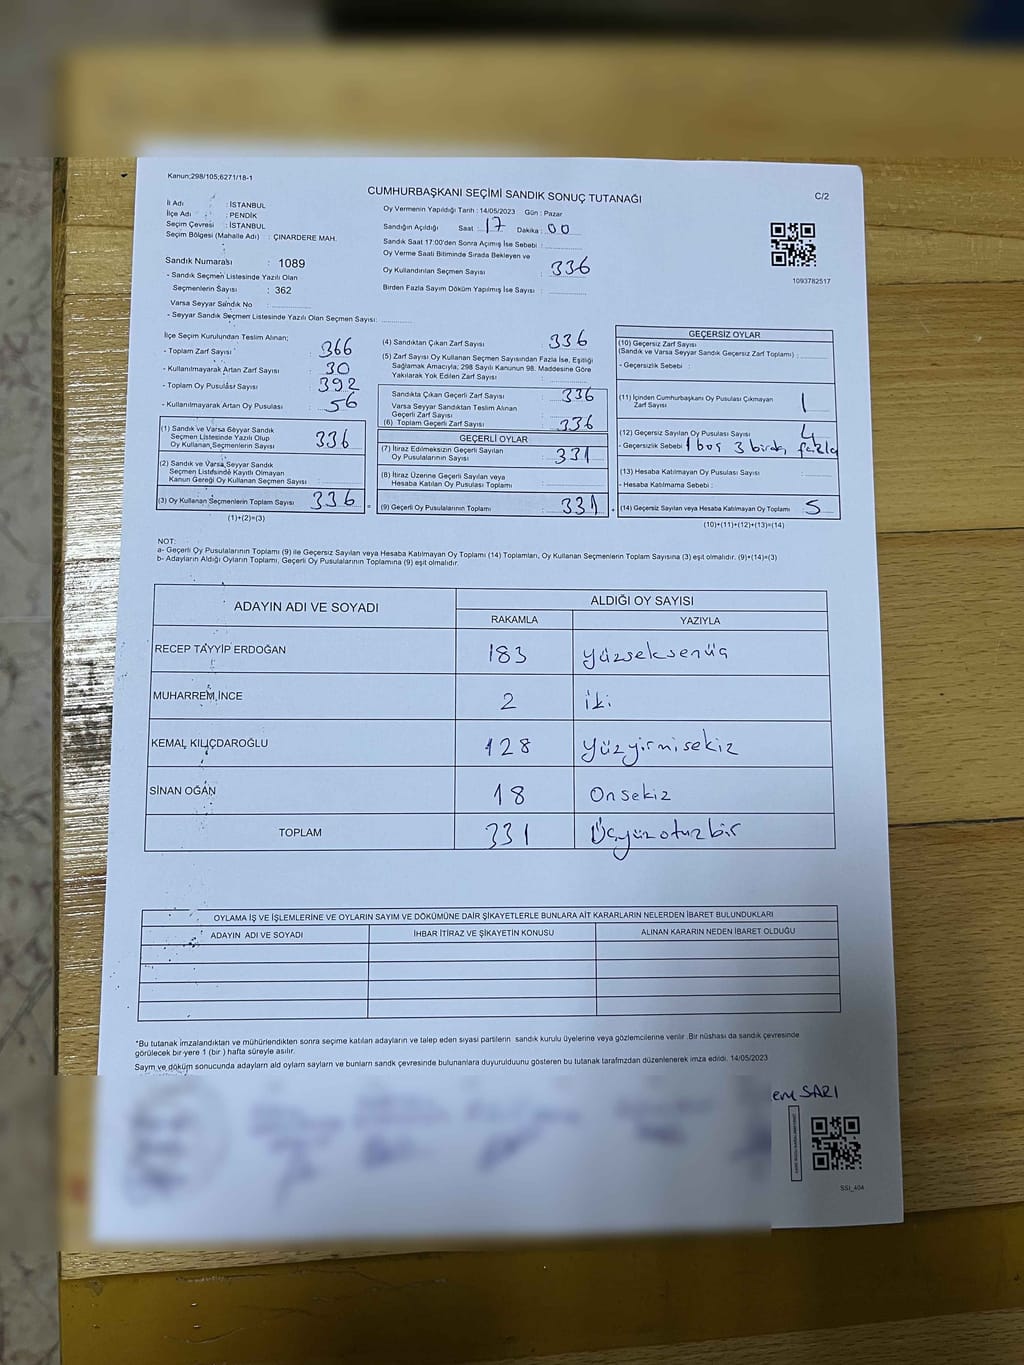 Kanun;298/105;6271/18-1
CUMHURBAŞKANI SEÇİMİ SANDIK SONUÇ TUTANAĞI
C/2
İl Adı : İSTANBUL
İlçe Adı : PENDİK
Seçim Çevresi : İSTANBUL
Seçim Bölgesi (Mahalle Adı) : ÇINARDERE MAH.
Sandık Numarası : 1089
- Sandık Seçmen Listesinde Yazılı Olan
Seçmenlerin Sayısı : 362
Varsa Seyyar Sandık No :
- Seyyar Sandık Seçmen Listesinde Yazılı Olan Seçmen Sayısı:
Oy Vermenin Yapıldığı Tarih : 14/05/2023 Gün : Pazar
Sandığın Açıldığı Saat : 17 Dakika : 00
Sandık Saat 17:00'den Sonra Açımış İse Sebebi :
Oy Verme Saati Bitiminde Sırada Bekleyen ve
Oy Kullandırılan Seçmen Sayısı : 336
Birden Fazla Sayım Döküm Yapılmış İse Sayısı :
1093782517
İlçe Seçim Kurulundan Teslim Alınan;
- Toplam Zarf Sayısı : 366
- Kullanılmayarak Artan Zarf Sayısı : 30
- Toplam Oy Pusulası Sayısı : 392
- Kullanılmayarak Artan Oy Pusulası : 56
(1) Sandık ve Varsa Seyyar Sandık
Seçmen Listesinde Yazılı Olup
Oy Kullanan Seçmenlerin Sayısı : 336
(2) Sandık ve Varsa Seyyar Sandık
Seçmen Listesinde Kayıtlı Olmayan
Kanun Gereği Oy Kullanan Seçmen Sayısı :
(3) Oy Kullanan Seçmenlerin Toplam Sayısı : 336
(1)+(2)=(3)
(4) Sandıktan Çıkan Zarf Sayısı : 336
(5) Zarf Sayısı Oy Kullanan Seçmen Sayısından Fazla İse, Eşitliği
Sağlamak Amacıyla; 298 Sayılı Kanunun 98. Maddesine Göre
Yakılarak Yok Edilen Zarf Sayısı :
Sandıkta Çıkan Geçerli Zarf Sayısı : 336
Varsa Seyyar Sandıktan Teslim Alınan
Geçerli Zarf Sayısı :
(6) Toplam Geçerli Zarf Sayısı : 336
GEÇERLİ OYLAR
(7) İtiraz Edilmeksizin Geçerli Sayılan
Oy Pusulalarının Sayısı : 331
(8) İtiraz Üzerine Geçerli Sayılan veya
Hesaba Katılan Oy Pusulası Toplamı :
= (9) Geçerli Oy Pusulalarının Toplamı : 331 +
GEÇERSİZ OYLAR
(10) Geçersiz Zarf Sayısı
(Sandık ve Varsa Seyyar Sandık Geçersiz Zarf Toplamı) :
- Geçersizlik Sebebi :
(11) İçinden Cumhurbaşkanı Oy Pusulası Çıkmayan
Zarf Sayısı : 1
(12) Geçersiz Sayılan Oy Pusulası Sayısı : 4
- Geçersizlik Sebebi : 1 boş 3 birden fazla
(13) Hesaba Katılmayan Oy Pusulası Sayısı :
- Hesaba Katılmama Sebebi :
(14) Geçersiz Sayılan veya Hesaba Katılmayan Oy Toplamı : 5
(10)+(11)+(12)+(13)=(14)
NOT:
a- Geçerli Oy Pusulalarının Toplamı (9) ile Geçersiz Sayılan veya Hesaba Katılmayan Oy Toplamı (14) Toplamları, Oy Kullanan Seçmenlerin Toplam Sayısına (3) eşit olmalıdır. (9)+(14)=(3)
b- Adayların Aldığı Oyların Toplamı, Geçerli Oy Pusulalarının Toplamına (9) eşit olmalıdır.
ADAYIN ADI VE SOYADI
ALDIĞI OY SAYISI
RAKAMLA YAZIYLA
RECEP TAYYİP ERDOĞAN 183 yüzseksenüç
MUHARREM İNCE 2 iki
KEMAL KILIÇDAROĞLU 128 yüzyirmisekiz
SİNAN OĞAN 18 Onsekiz
TOPLAM 331 Üçyüzotuzbir
OYLAMA İŞ VE İŞLEMLERİNE VE OYLARIN SAYIM VE DÖKÜMÜNE DAİR ŞİKAYETLERLE BUNLARA AİT KARARLARIN NELERDEN İBARET BULUNDUKLARI
ADAYIN ADI VE SOYADI İHBAR İTİRAZ VE ŞİKAYETİN KONUSU ALINAN KARARIN NEDEN İBARET OLDUĞU
*Bu tutanak imzalandıktan ve mühürlendikten sonra seçime katılan adayların ve talep eden siyasi partilerin sandık kurulu üyelerine veya gözlemcilerine verilir .Bir nüshası da sandık çevresinde
görülecek bir yere 1 (bir ) hafta süreyle asılır.
Sayım ve döküm sonucunda adayların ald oyların sayları ve bunların sandk çevresinde bulunanlara duyurulduunu gösteren bu tutanak tarafmzdan düzenlenerek imza edildi. 14/05/2023
em SARI
SSI_404